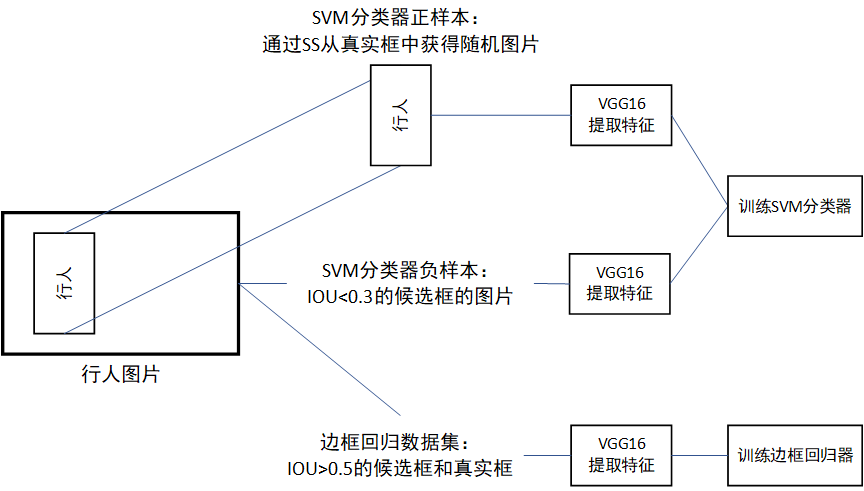 SVM分类器正样本：
通过SS从真实框中获得随机图片
行人
VGG16
提取特征
训练SVM分类器
行人
SVM分类器负样本：
IOU<0.3的候选框的图片
VGG16
提取特征
行人图片
边框回归数据集：
IOU>0.5的候选框和真实框
VGG16
提取特征
训练边框回归器